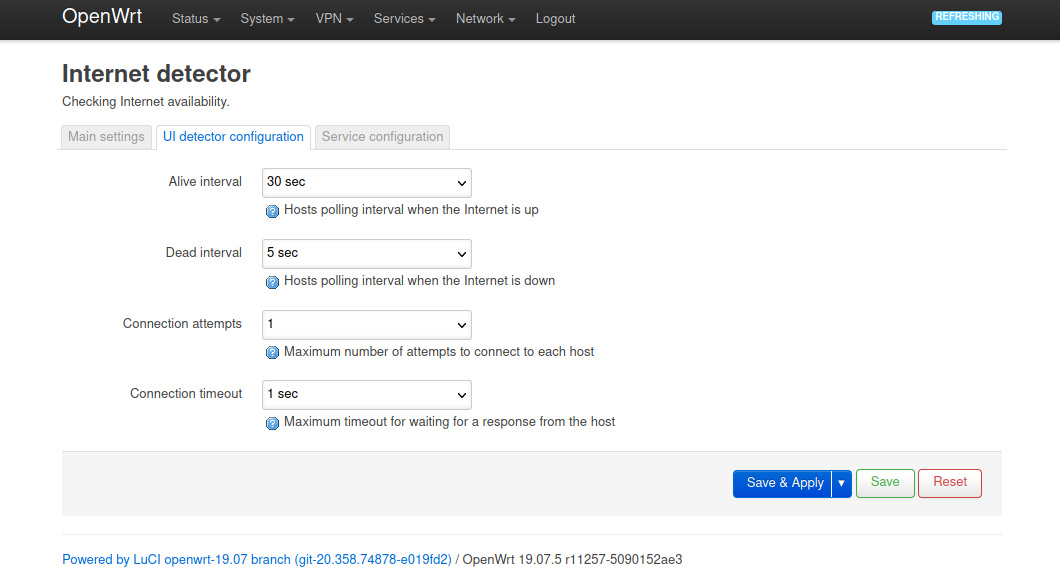 OpenWrt Status System VPN Services Network Logout REFRESHING
Internet detector
Checking Internet availability.
Main settings UI detector configuration Service configuration
Alive interval 30 sec
Hosts polling interval when the Internet is up
Dead interval 5 sec
Hosts polling interval when the Internet is down
Connection attempts 1
Maximum number of attempts to connect to each host
Connection timeout 1 sec
Maximum timeout for waiting for a response from the host
Save & Apply Save Reset
Powered by LuCI openwrt-19.07 branch (git-20.358.74878-e019fd2) / OpenWrt 19.07.5 r11257-5090152ae3